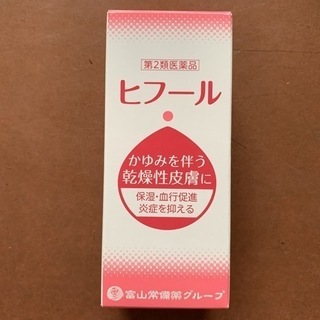 第2類医薬品
ヒフール
かゆみを伴う
乾燥性皮膚に
保湿・血行促進
炎症を抑える
富山常備薬グループ